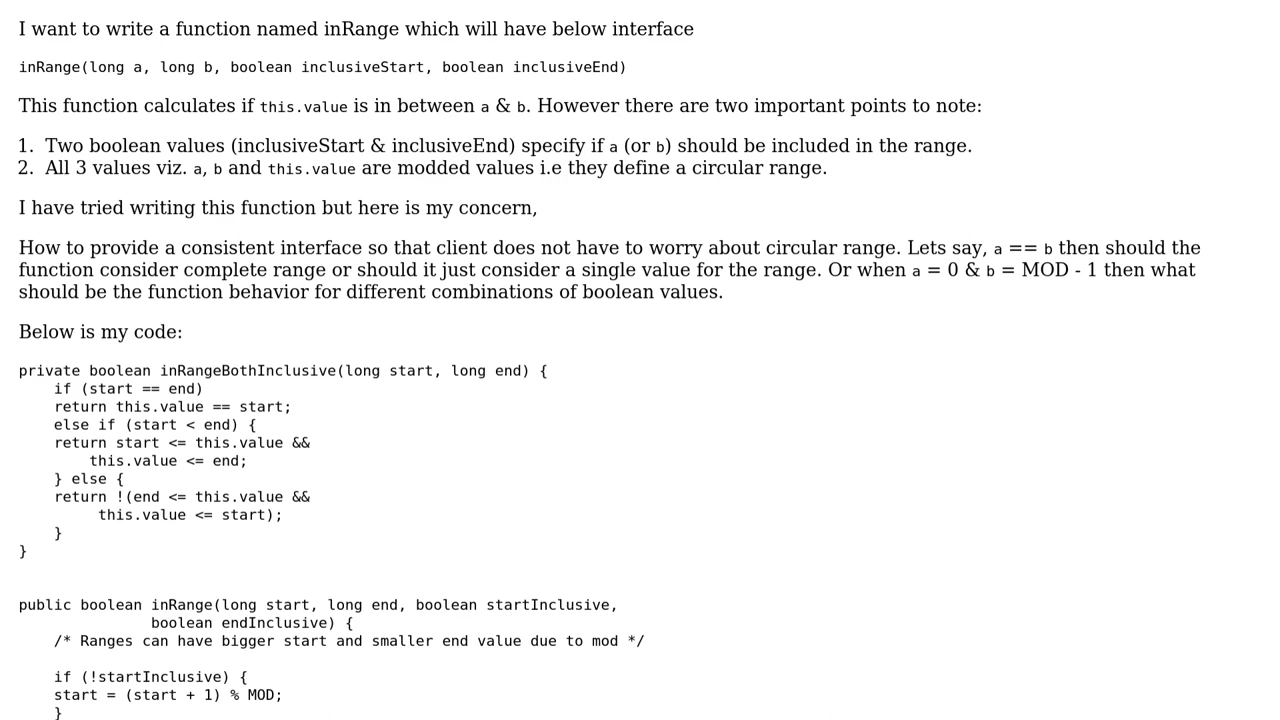 I want to write a function named inRange which will have below interface
inRange(long a, long b, boolean inclusiveStart, boolean inclusiveEnd)
This function calculates if this.value is in between a & b. However there are two important points to note:
1. Two boolean values (inclusiveStart & inclusiveEnd) specify if a (or b) should be included in the range.
2. All 3 values viz. a, b and this.value are modded values i.e they define a circular range.
I have tried writing this function but here is my concern,
How to provide a consistent interface so that client does not have to worry about circular range. Lets say, a == b then should the
function consider complete range or should it just consider a single value for the range. Or when a = 0 & b = MOD - 1 then what
should be the function behavior for different combinations of boolean values.
Below is my code:
private boolean inRangeBothInclusive(long start, long end) {
    if (start == end)
    return this.value == start;
    else if (start < end) {
    return start <= this.value &&
        this.value <= end;
    } else {
    return !(end <= this.value &&
         this.value <= start);
    }
}
public boolean inRange(long start, long end, boolean startInclusive,
               boolean endInclusive) {
    /* Ranges can have bigger start and smaller end value due to mod */
    if (!startInclusive) {
    start = (start + 1) % MOD;
    }